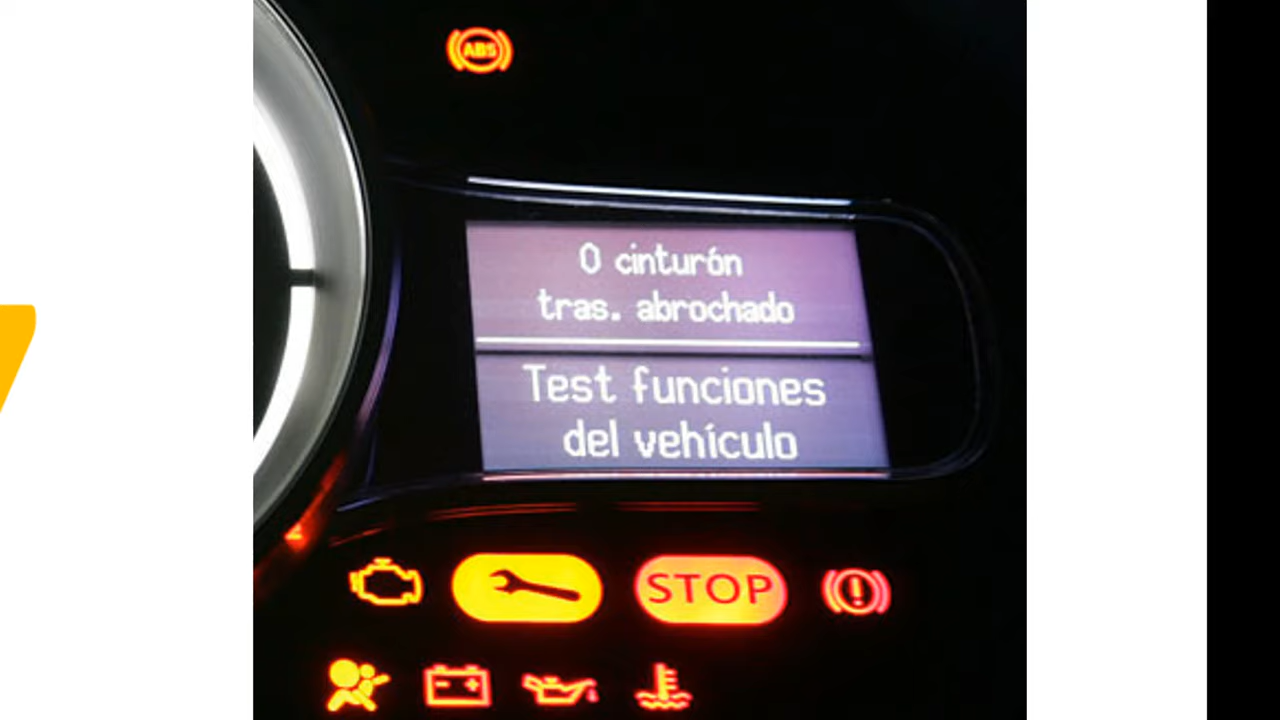 ABS
0 cinturón
tras. abrochado
Test funciones
del vehículo
STOP